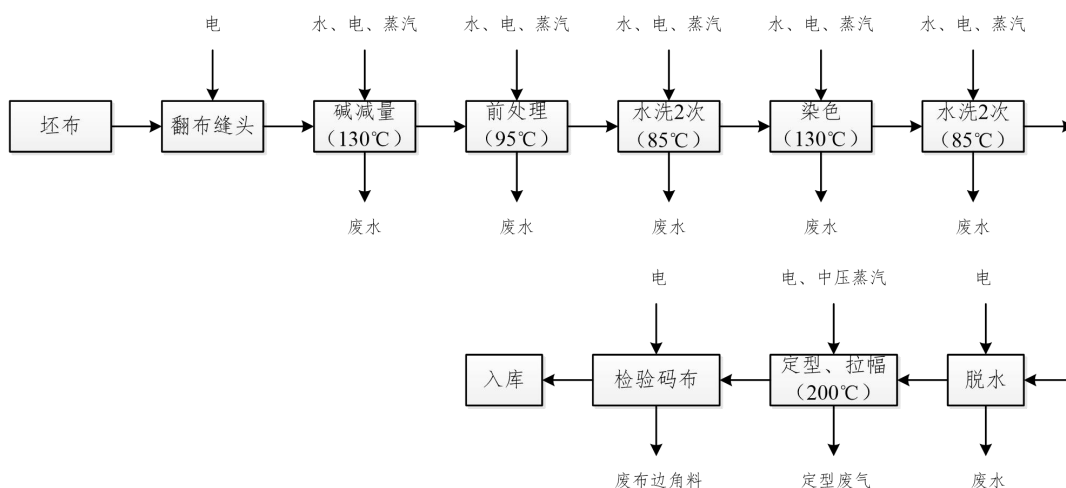 电
水、电、蒸汽
水、电、蒸汽
水、电、蒸汽
水、电、蒸汽
水、电、蒸汽
坯布
翻布缝头
碱减量
（130℃）
前处理
（95℃）
水洗2次
（85℃）
染色
（130℃）
水洗2次
（85℃）
废水
废水
废水
废水
废水
电
电、中压蒸汽
电
入库
检验码布
定型、拉幅
（200℃）
脱水
废布边角料
定型废气
废水